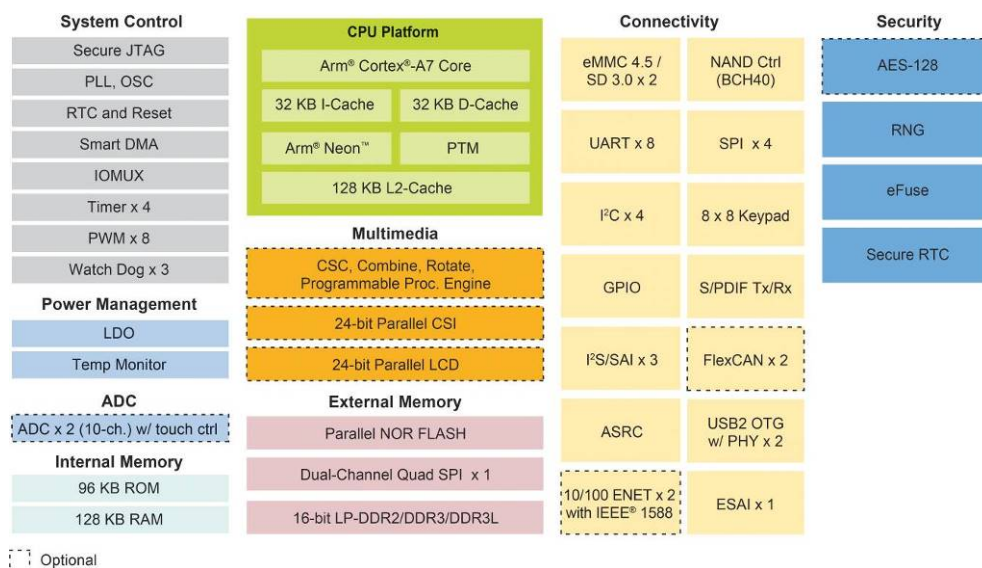 System Control
Secure JTAG
PLL, OSC
RTC and Reset
Smart DMA
IOMUX
Timer x 4
PWM x 8
Watch Dog x 3
Power Management
LDO
Temp Monitor
ADC
ADC x 2 (10-ch.) w/ touch ctrl
Internal Memory
96 KB ROM
128 KB RAM
Optional
CPU Platform
Arm® Cortex®-A7 Core
32 KB I-Cache
32 KB D-Cache
Arm® Neon™
PTM
128 KB L2-Cache
Multimedia
CSC, Combine, Rotate,
Programmable Proc. Engine
24-bit Parallel CSI
24-bit Parallel LCD
External Memory
Parallel NOR FLASH
Dual-Channel Quad SPI x 1
16-bit LP-DDR2/DDR3/DDR3L
Connectivity
eMMC 4.5 /
SD 3.0 x 2
NAND Ctrl
(BCH40)
UART x 8
SPI x 4
I²C x 4
8 x 8 Keypad
GPIO
S/PDIF Tx/Rx
I²S/SAI x 3
FlexCAN x 2
ASRC
USB2 OTG
w/ PHY x 2
10/100 ENET x 2
with IEEE® 1588
ESAI x 1
Security
AES-128
RNG
eFuse
Secure RTC